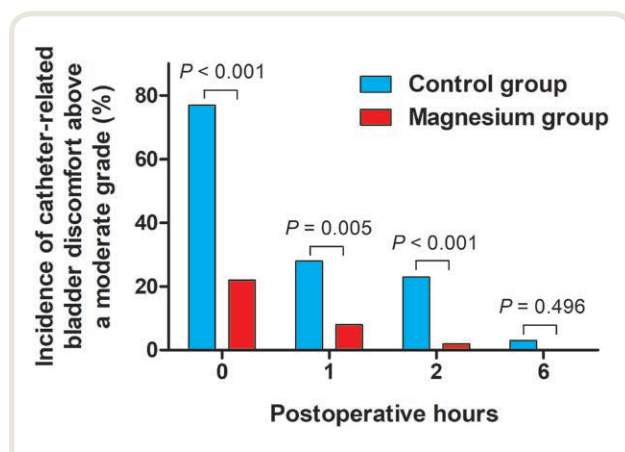 Incidence of catheter-related
bladder discomfort above
a moderate grade (%)
80
60
40
20
0
P < 0.001
P = 0.005
P < 0.001
P = 0.496
Control group
Magnesium group
0 1 2 6
Postoperative hours